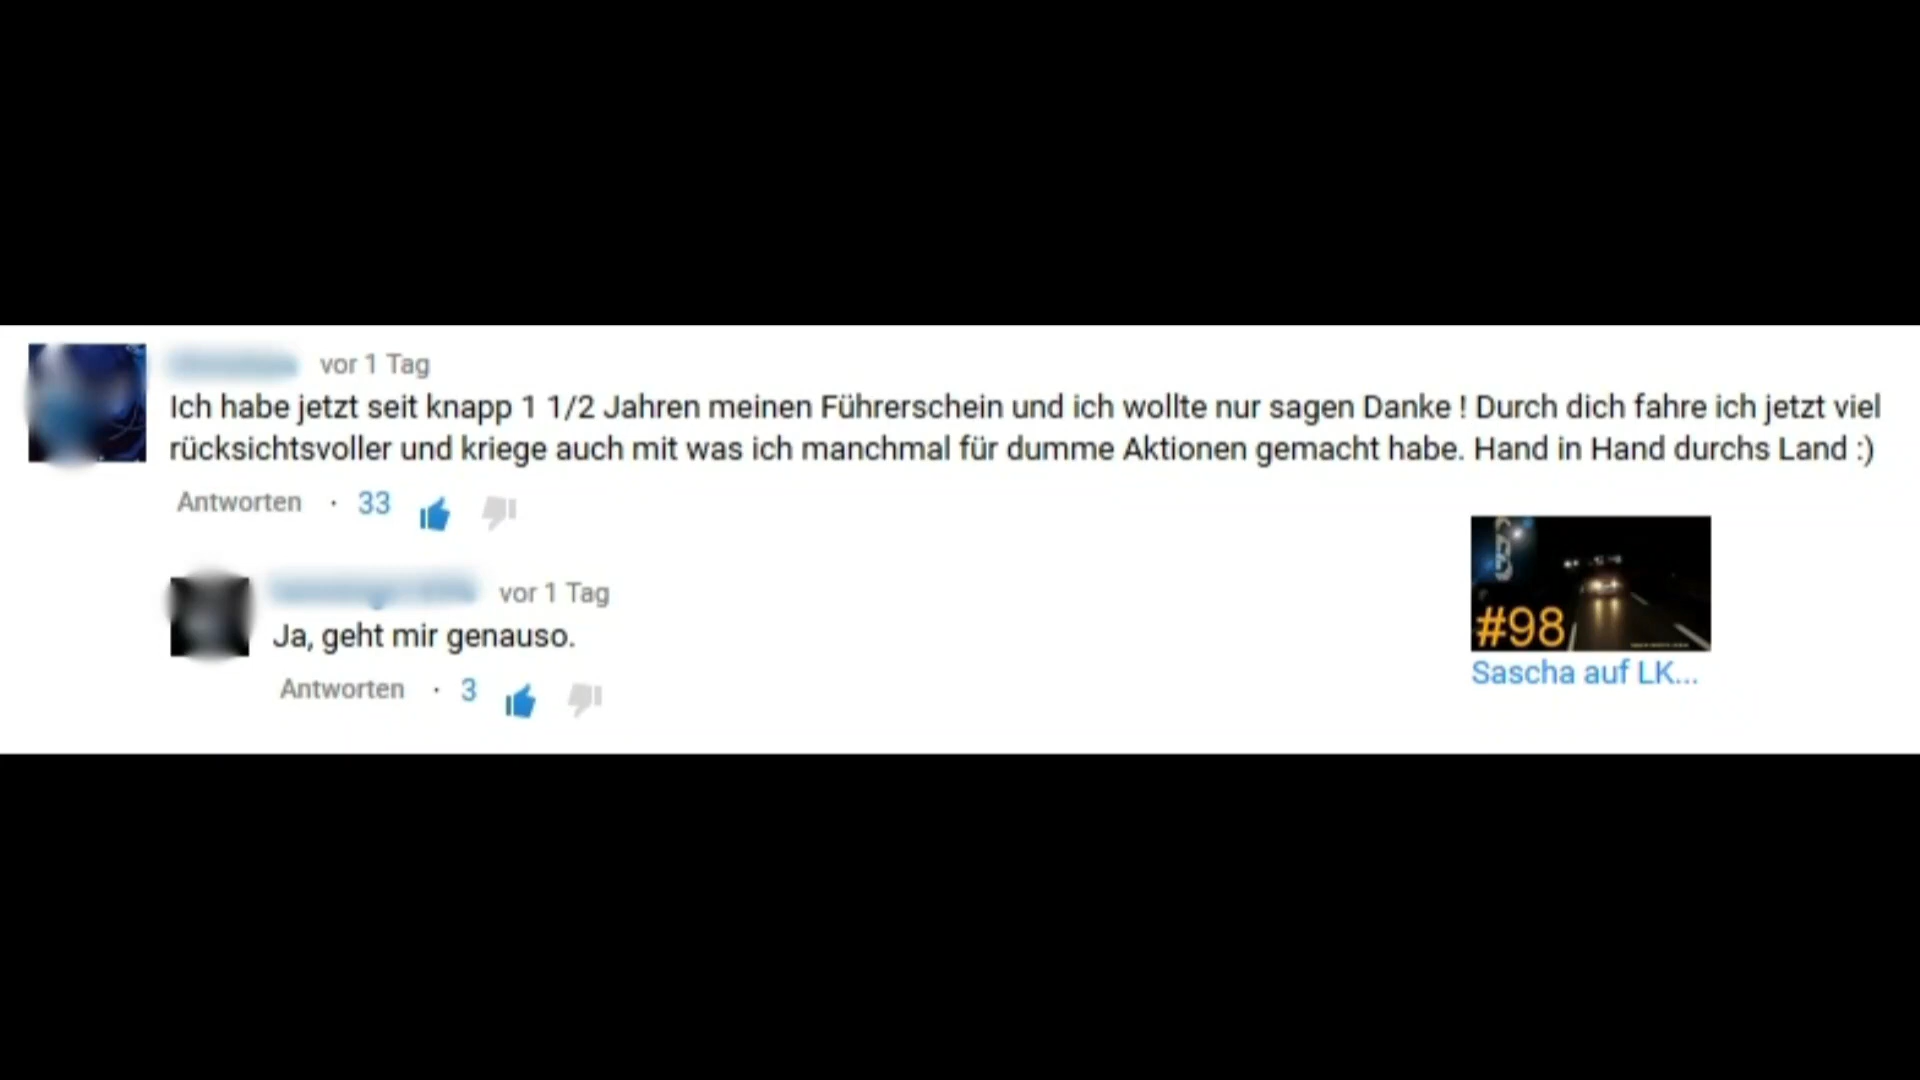 vor 1 Tag
Ich habe jetzt seit knapp 1 1/2 Jahren meinen Führerschein und ich wollte nur sagen Danke ! Durch dich fahre ich jetzt viel
rücksichtsvoller und kriege auch mit was ich manchmal für dumme Aktionen gemacht habe. Hand in Hand durchs Land :)
Antworten · 33
vor 1 Tag
Ja, geht mir genauso.
Antworten · 3
#98
Sascha auf LK...